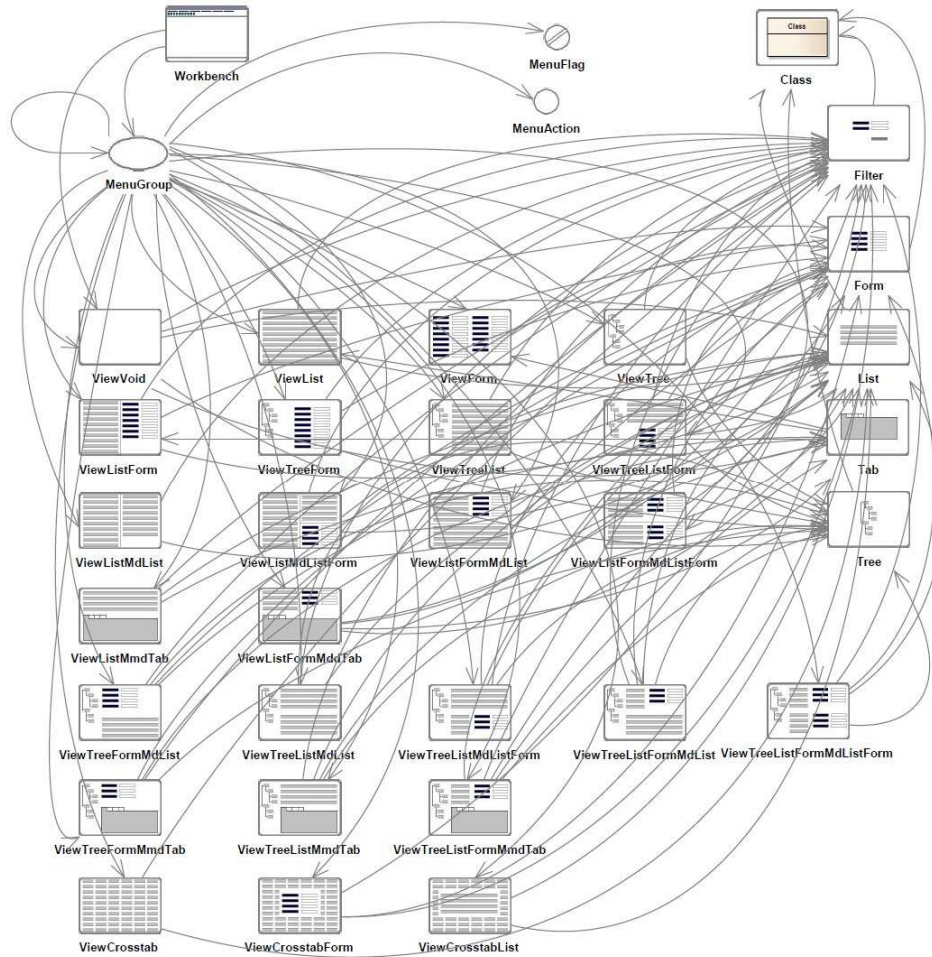 Class
Workbench
MenuFlag
Class
MenuAction
MenuGroup
Filter
Form
ViewVoid
ViewList
ViewForm
ViewTree
List
ViewListForm
ViewTreeForm
ViewTreeList
ViewTreeListForm
Tab
ViewListMdList
ViewListMdListForm
ViewListFormMdList
ViewListFormMdListForm
Tree
ViewListMmdTab
ViewListFormMddTab
ViewTreeFormMdList
ViewTreeListMdList
ViewTreeListMdListForm
ViewTreeListFormMdList
ViewTreeListFormMdListForm
ViewTreeFormMmdTab
ViewTreeListMmdTab
ViewTreeListFormMmdTab
ViewCrosstab
ViewCrosstabForm
ViewCrosstabList